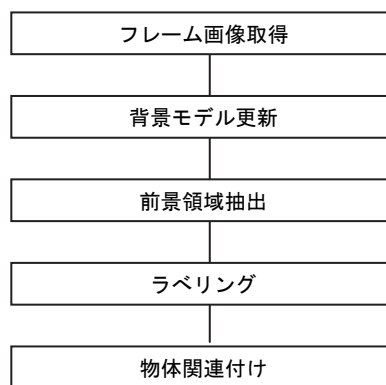 フレーム画像取得
背景モデル更新
前景領域抽出
ラベリング
物体関連付け